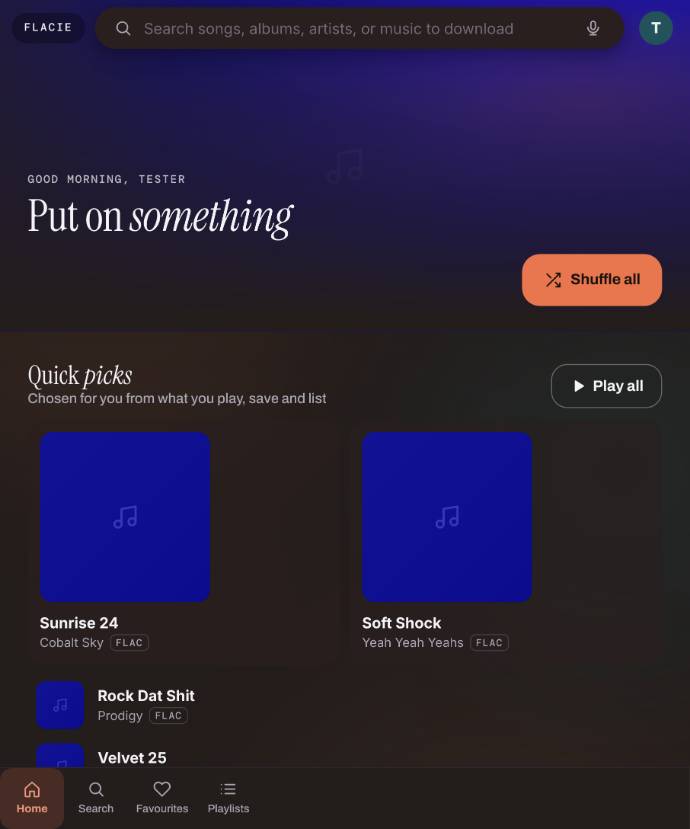 FLACIE
Search songs, albums, artists, or music to download
T
GOOD MORNING, TESTER
Put on something
Shuffle all
Quick picks
Chosen for you from what you play, save and list
Play all
Sunrise 24
Cobalt Sky FLAC
Soft Shock
Yeah Yeah Yeahs FLAC
Rock Dat Shit
Prodigy FLAC
Velvet 25
Home
Search
Favourites
Playlists